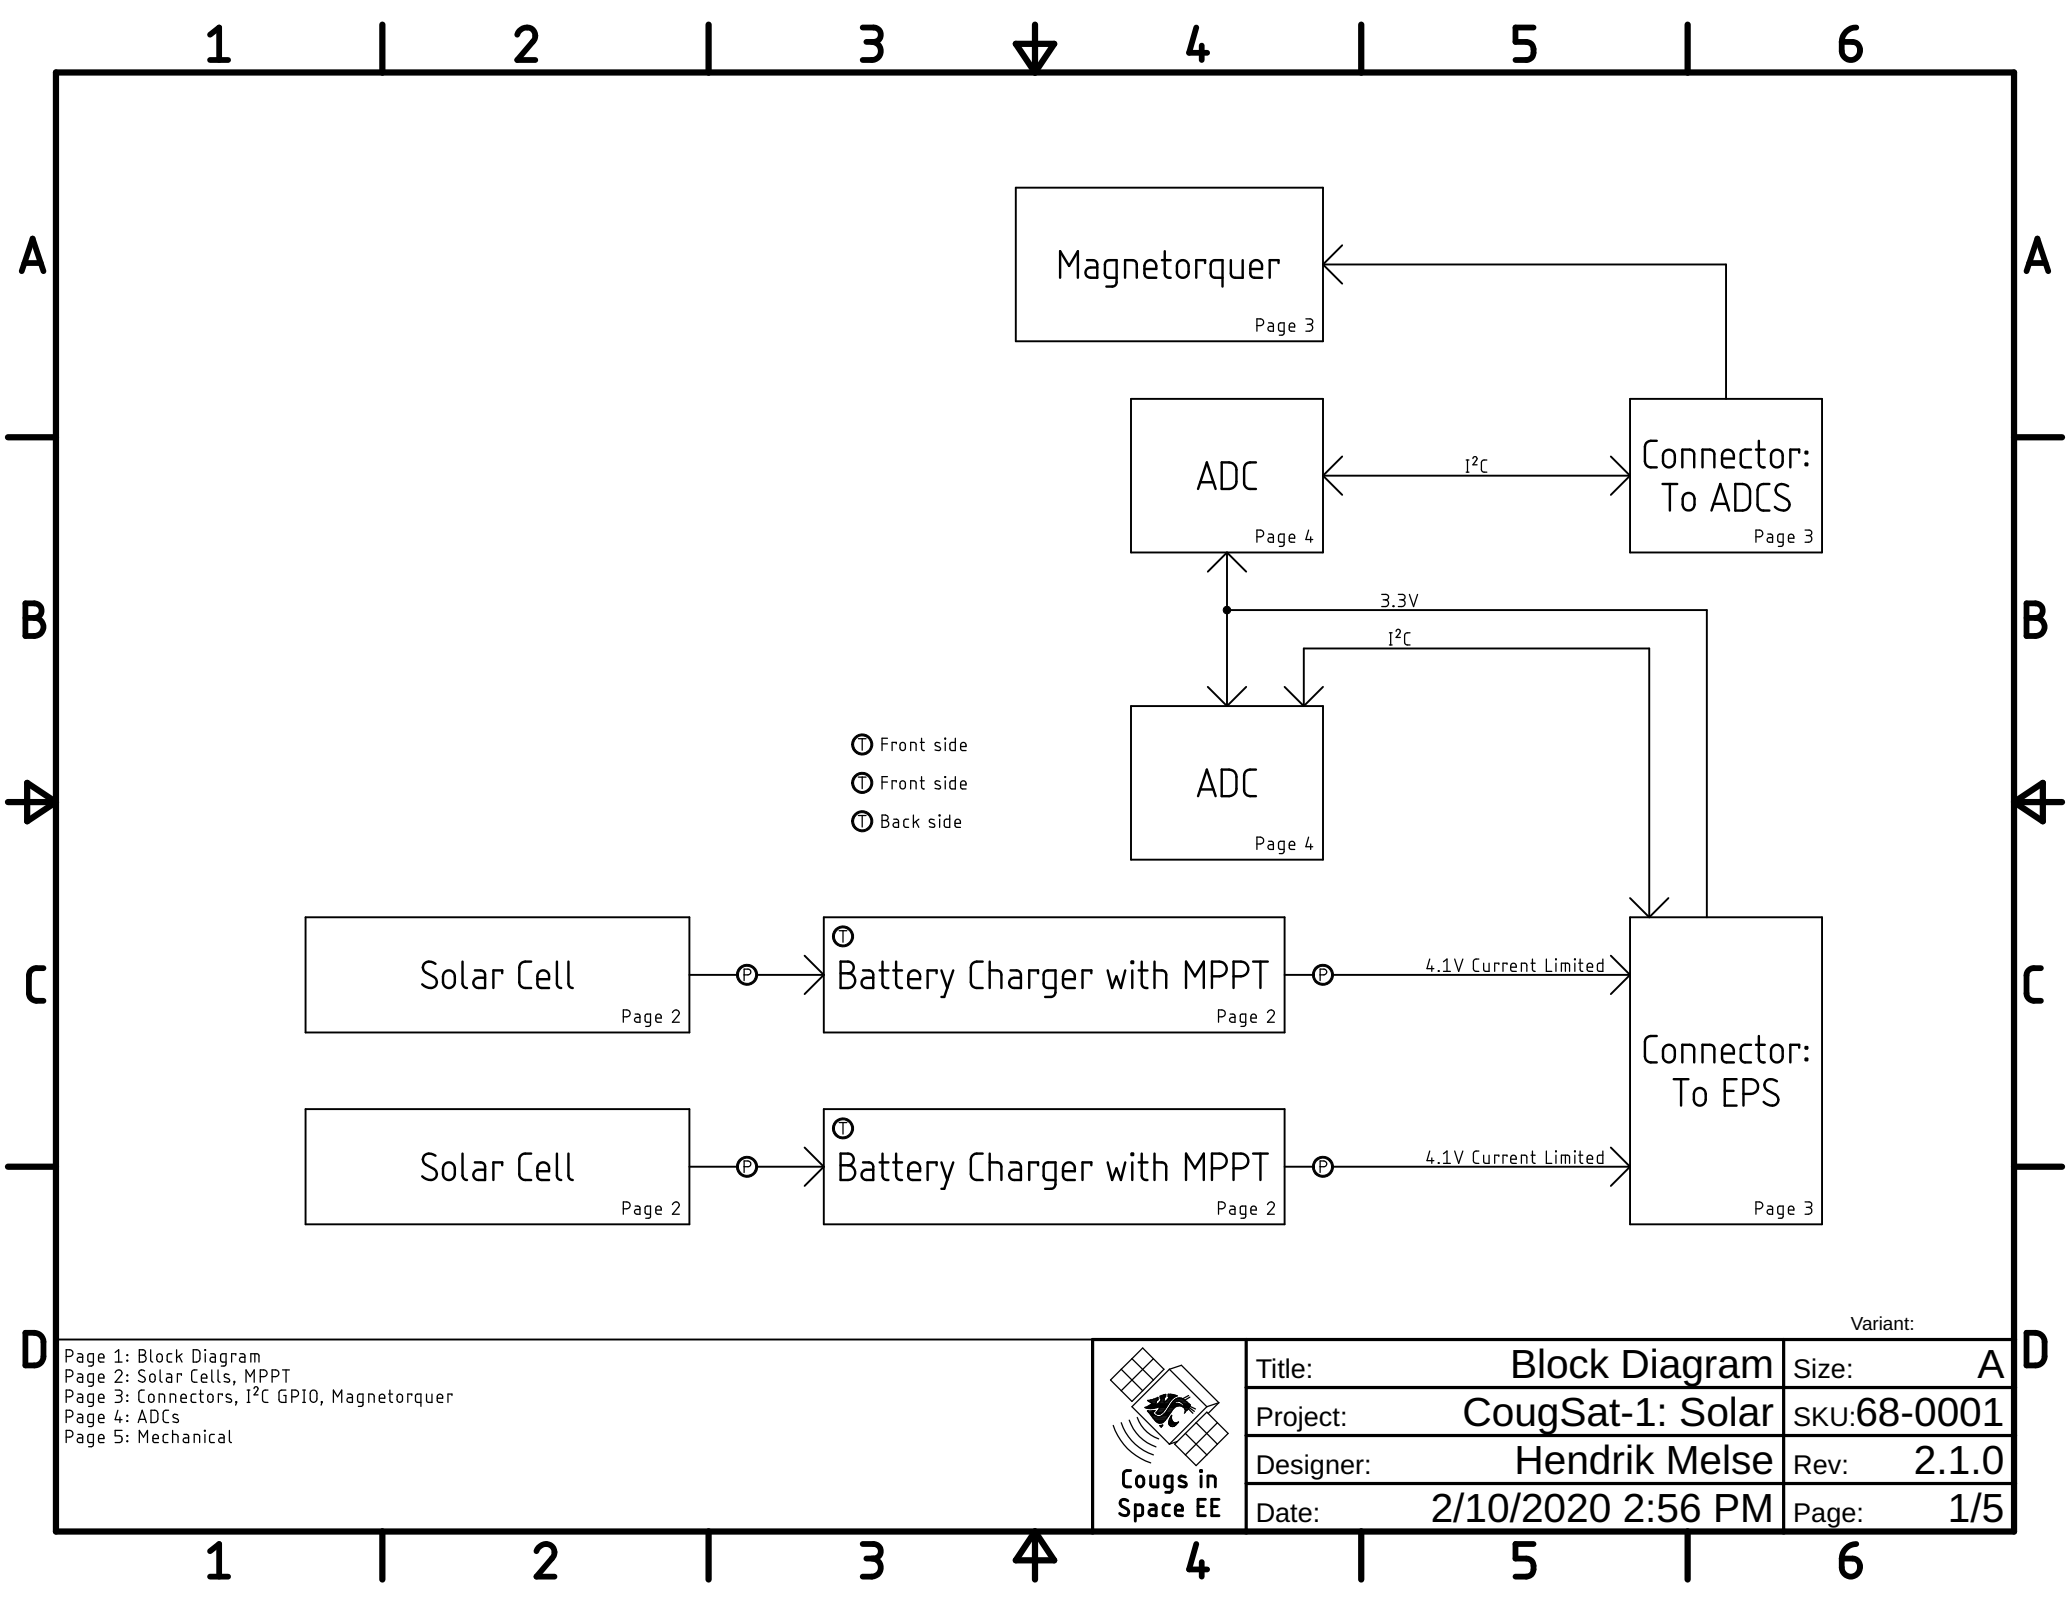 1 2 3 4 5 6
A A
Magnetorquer
Page 3
ADC
Page 4
I²C
Connector:
To ADCS
Page 3
B B
3.3V
I²C
ADC
Page 4
T Front side
T Front side
T Back side
C C
Solar Cell
Page 2
P
T
Battery Charger with MPPT
Page 2
P
4.1V Current Limited
Connector:
To EPS
Page 3
Solar Cell
Page 2
P
T
Battery Charger with MPPT
Page 2
P
4.1V Current Limited
D D
Page 1: Block Diagram
Page 2: Solar Cells, MPPT
Page 3: Connectors, I²C GPIO, Magnetorquer
Page 4: ADCs
Page 5: Mechanical
Cougs in
Space EE
Variant:
Title: Block Diagram Size: A
Project: CougSat-1: Solar SKU:68-0001
Designer: Hendrik Melse Rev: 2.1.0
Date: 2/10/2020 2:56 PM Page: 1/5
1 2 3 4 5 6